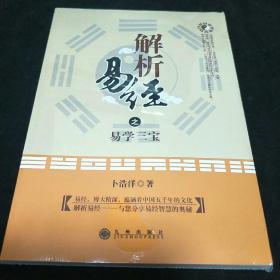 解析
易经
之
易学三宝
卜浩洋◎著
易经，博大精深，蕴涵着中国五千年的文化
解析易经——与您分享易经智慧的奥秘
九州出版社